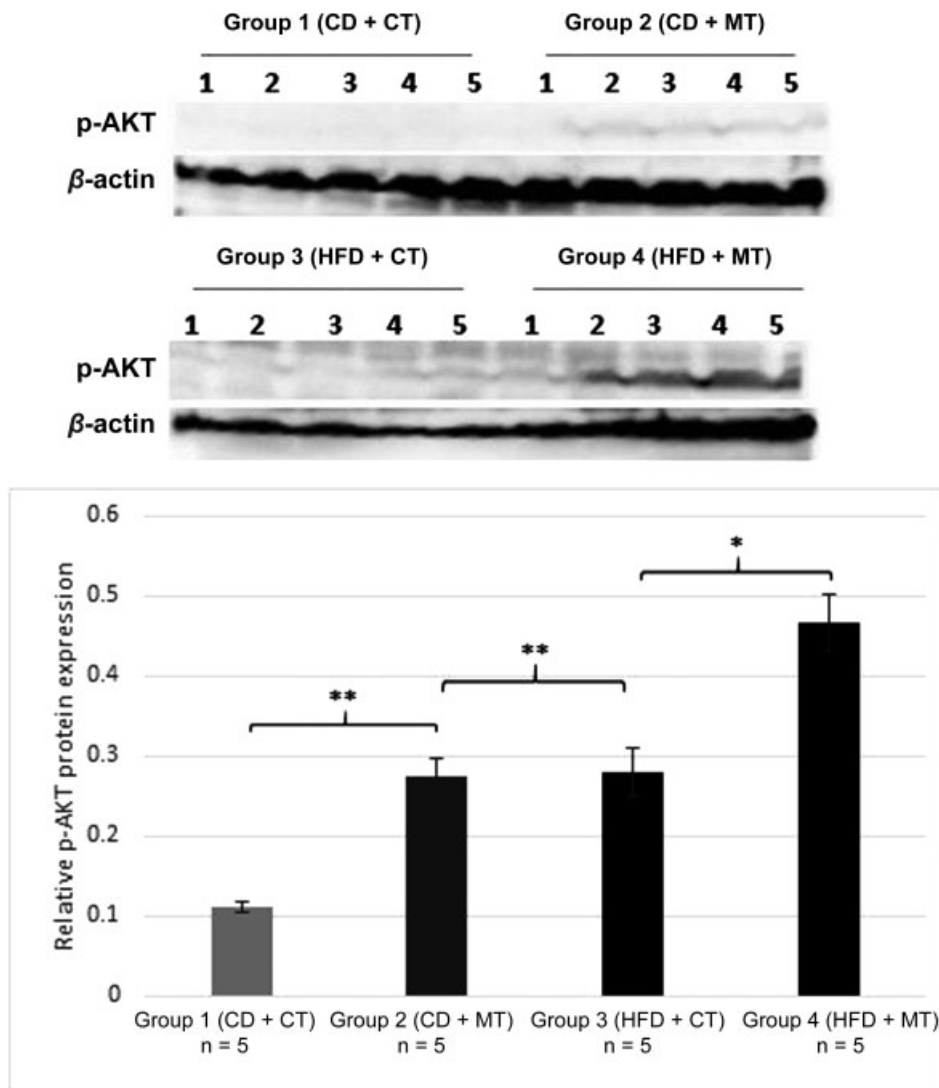 Group 1 (CD + CT) Group 2 (CD + MT)
1 2 3 4 5 1 2 3 4 5
p-AKT
β-actin
Group 3 (HFD + CT) Group 4 (HFD + MT)
1 2 3 4 5 1 2 3 4 5
p-AKT
β-actin
Relative p-AKT protein expression
0.6
0.5
0.4
0.3
0.2
0.1
0
**
**
*
Group 1 (CD + CT) Group 2 (CD + MT) Group 3 (HFD + CT) Group 4 (HFD + MT)
n = 5 n = 5 n = 5 n = 5